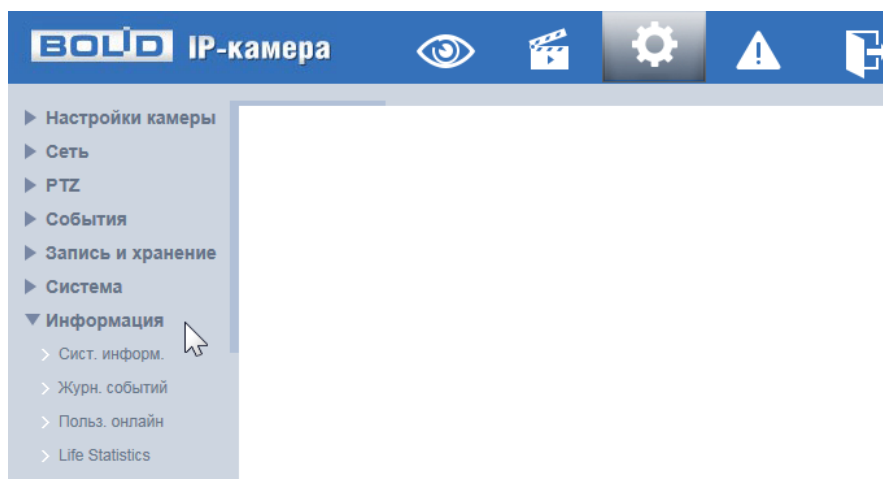 BOLID IP-камера
Настройки камеры
Сеть
PTZ
События
Запись и хранение
Система
Информация
Сист. информ.
Журн. событий
Польз. онлайн
Life Statistics